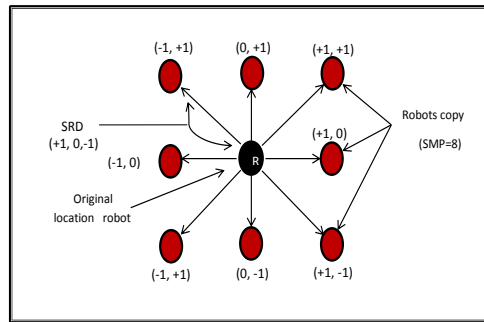 (-1, +1)
(0, +1)
(+1, +1)
SRD
(+1, 0,-1)
Robots copy
(SMP=8)
(-1, 0)
R
(+1, 0)
Original
location robot
(-1, +1)
(0, -1)
(+1, -1)